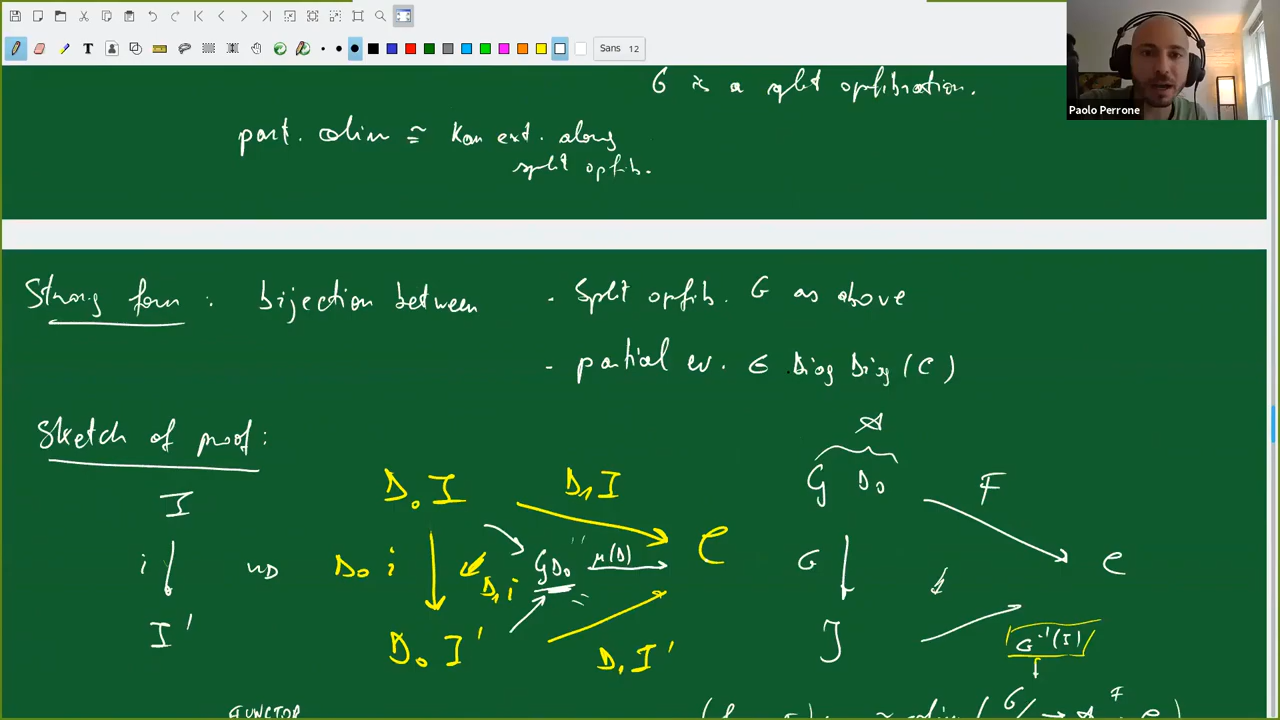 Sans 12
Paolo Perrone
G is a split opfibration.
part. colim ≅ Kan ext. along
split opfib.
Strong form : bijection between
- Split opfib. G as above
- partial ev. ∈ Diag Diag (C)
Sketch of proof:
I
i
I'
D₀ I
D₁ I
D₀ i
D₁ i
∫D₀
μ(D)
C
D₀ I'
D₁ I'
A
∫ D₀
F
G
C
J
G⁻¹(I)
FUNCTOR